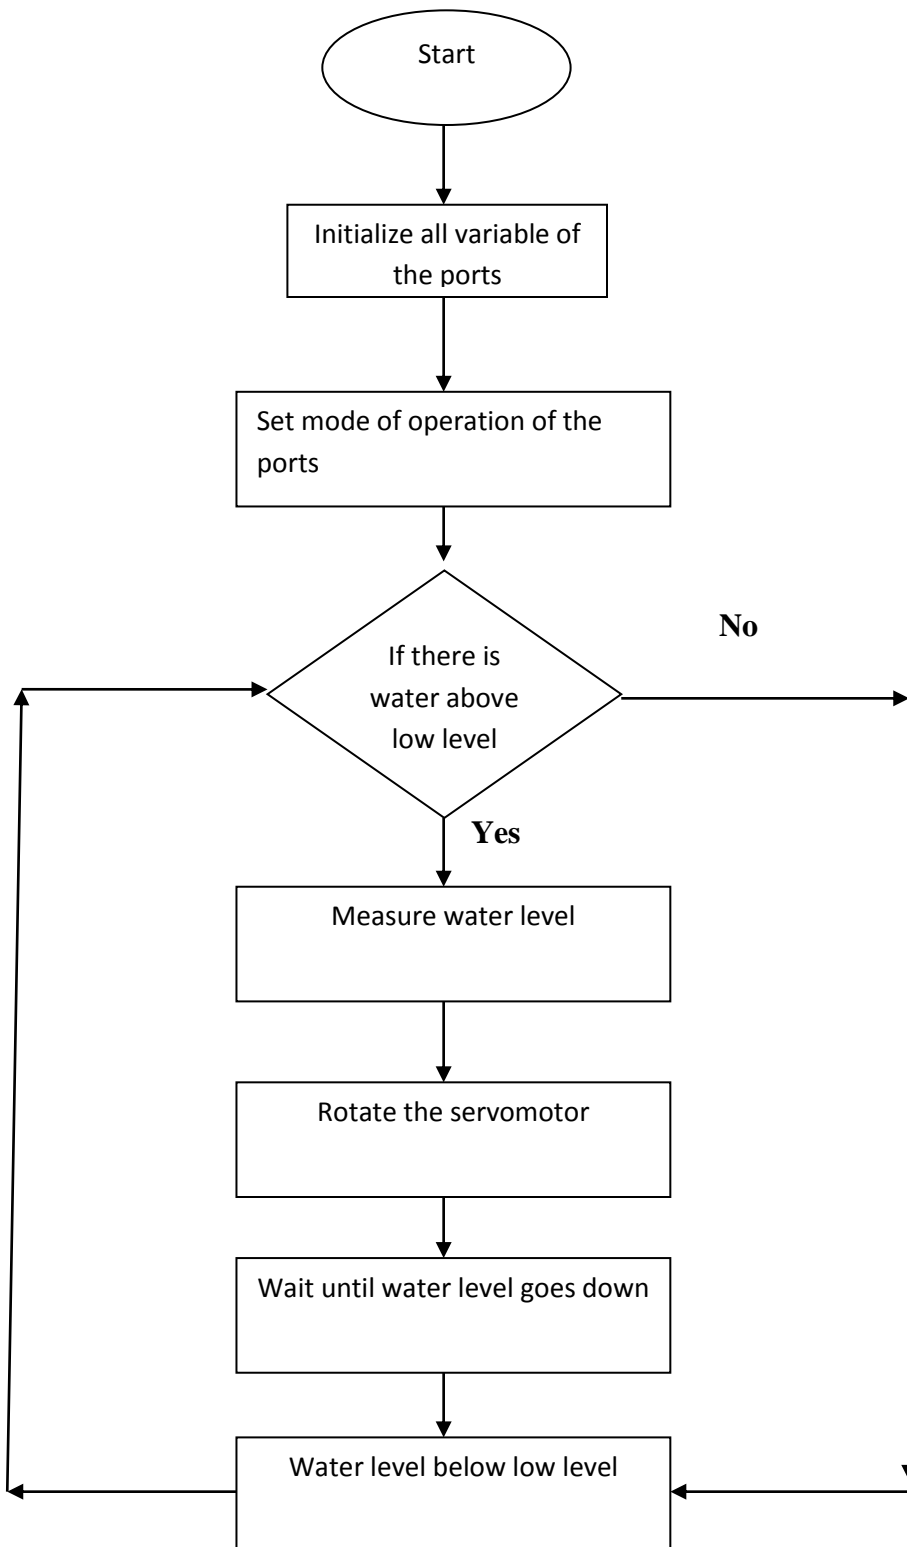 Start
Initialize all variable of
the ports
Set mode of operation of the
ports
No
If there is
water above
low level
Yes
Measure water level
Rotate the servomotor
Wait until water level goes down
Water level below low level